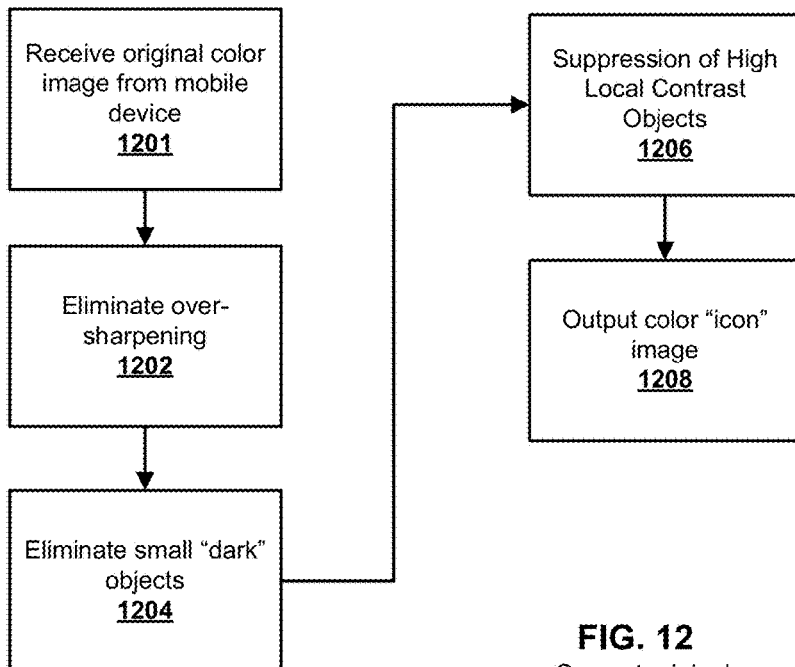 Receive original color
image from mobile
device
1201
Eliminate over-
sharpening
1202
Eliminate small “dark”
objects
1204
Suppression of High
Local Contrast
Objects
1206
Output color “icon”
image
1208
FIG. 12